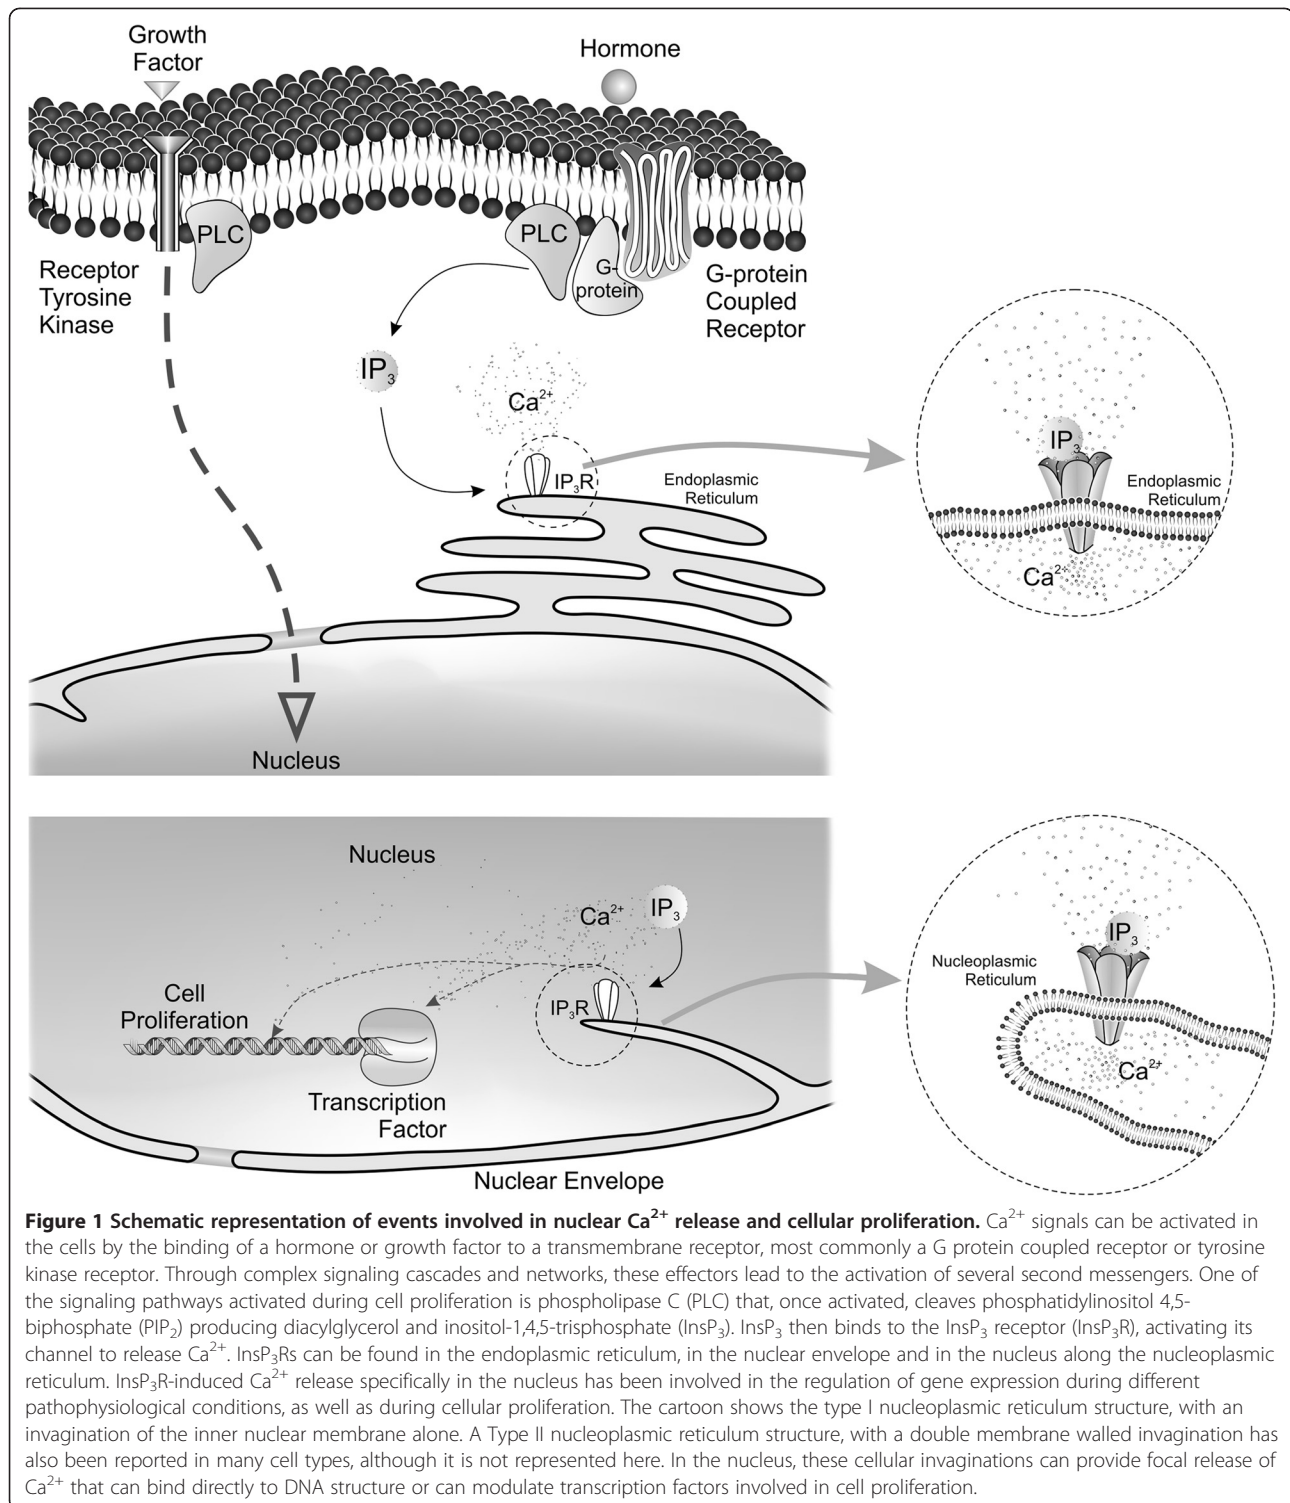 Growth
Factor
Hormone
PLC
PLC
G-
protein
Receptor
Tyrosine
Kinase
G-protein
Coupled
Receptor
IP3
Ca2+
IP3R
Endoplasmic
Reticulum
IP3
Endoplasmic
Reticulum
Ca2+
Nucleus
Nucleus
Ca2+
IP3
IP3R
Cell
Proliferation
Transcription
Factor
Nuclear Envelope
IP3
Nucleoplasmic
Reticulum
Ca2+
Figure 1 Schematic representation of events involved in nuclear Ca2+ release and cellular proliferation. Ca2+ signals can be activated in
the cells by the binding of a hormone or growth factor to a transmembrane receptor, most commonly a G protein coupled receptor or tyrosine
kinase receptor. Through complex signaling cascades and networks, these effectors lead to the activation of several second messengers. One of
the signaling pathways activated during cell proliferation is phospholipase C (PLC) that, once activated, cleaves phosphatidylinositol 4,5-
biphosphate (PIP2) producing diacylglycerol and inositol-1,4,5-trisphosphate (InsP3). InsP3 then binds to the InsP3 receptor (InsP3R), activating its
channel to release Ca2+. InsP3Rs can be found in the endoplasmic reticulum, in the nuclear envelope and in the nucleus along the nucleoplasmic
reticulum. InsP3R-induced Ca2+ release specifically in the nucleus has been involved in the regulation of gene expression during different
pathophysiological conditions, as well as during cellular proliferation. The cartoon shows the type I nucleoplasmic reticulum structure, with an
invagination of the inner nuclear membrane alone. A Type II nucleoplasmic reticulum structure, with a double membrane walled invagination has
also been reported in many cell types, although it is not represented here. In the nucleus, these cellular invaginations can provide focal release of
Ca2+ that can bind directly to DNA structure or can modulate transcription factors involved in cell proliferation.